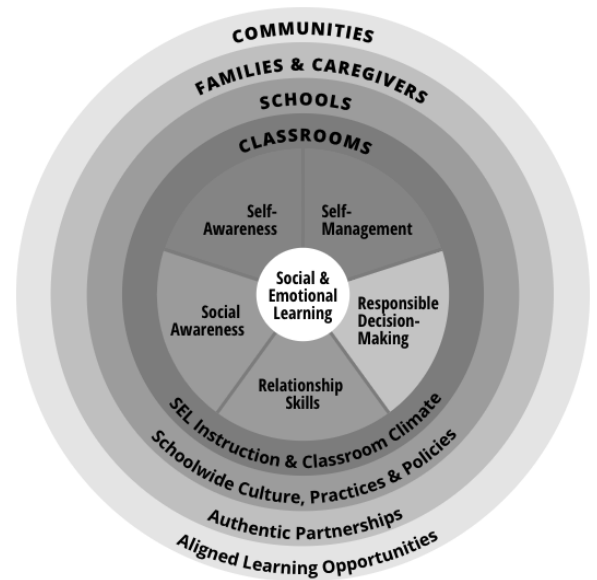 COMMUNITIES
FAMILIES & CAREGIVERS
SCHOOLS
CLASSROOMS
Self-
Awareness
Self-
Management
Social &
Emotional
Learning
Social
Awareness
Responsible
Decision-
Making
Relationship
Skills
SEL Instruction & Classroom Climate
Schoolwide Culture, Practices & Policies
Authentic Partnerships
Aligned Learning Opportunities